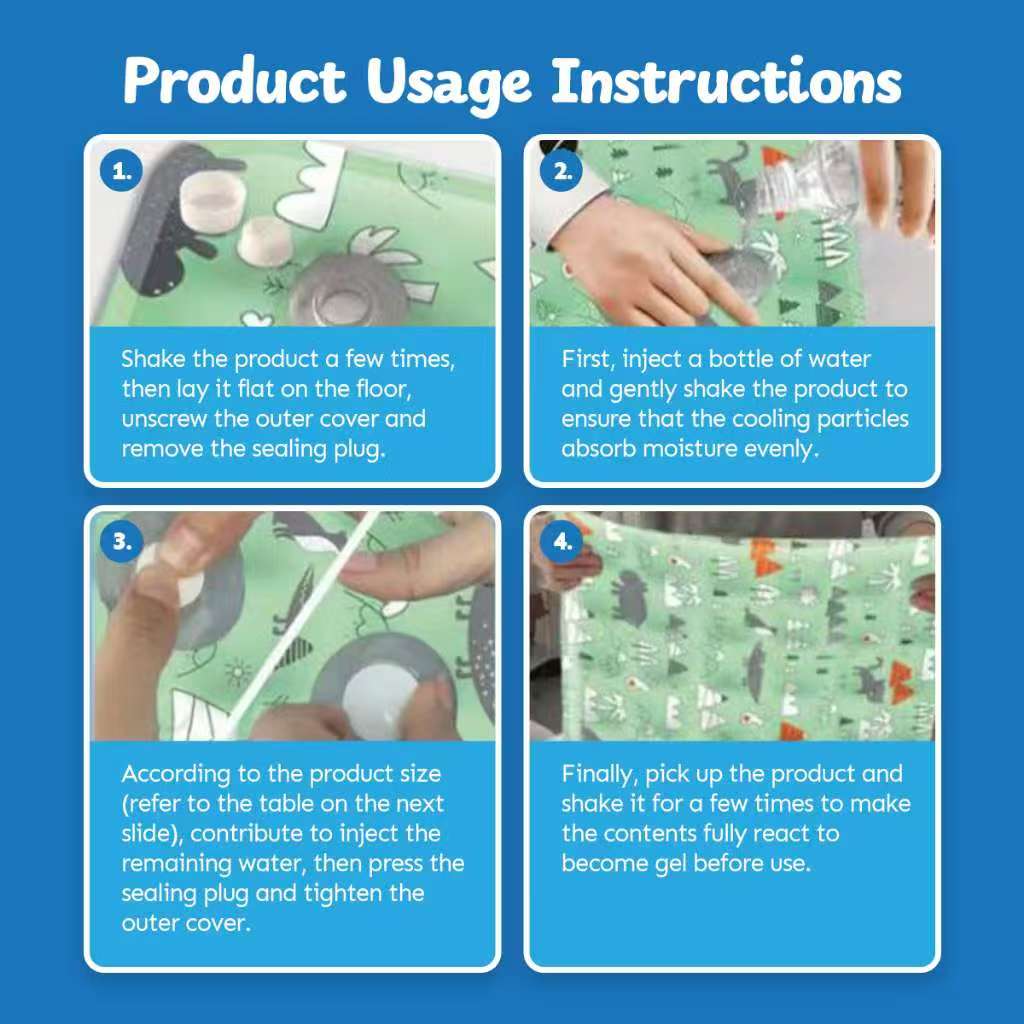 Product Usage Instructions
1.
Shake the product a few times,
then lay it flat on the floor,
unscrew the outer cover and
remove the sealing plug.
2.
First, inject a bottle of water
and gently shake the product to
ensure that the cooling particles
absorb moisture evenly.
3.
According to the product size
(refer to the table on the next
slide), contribute to inject the
remaining water, then press the
sealing plug and tighten the
outer cover.
4.
Finally, pick up the product and
shake it for a few times to make
the contents fully react to
become gel before use.